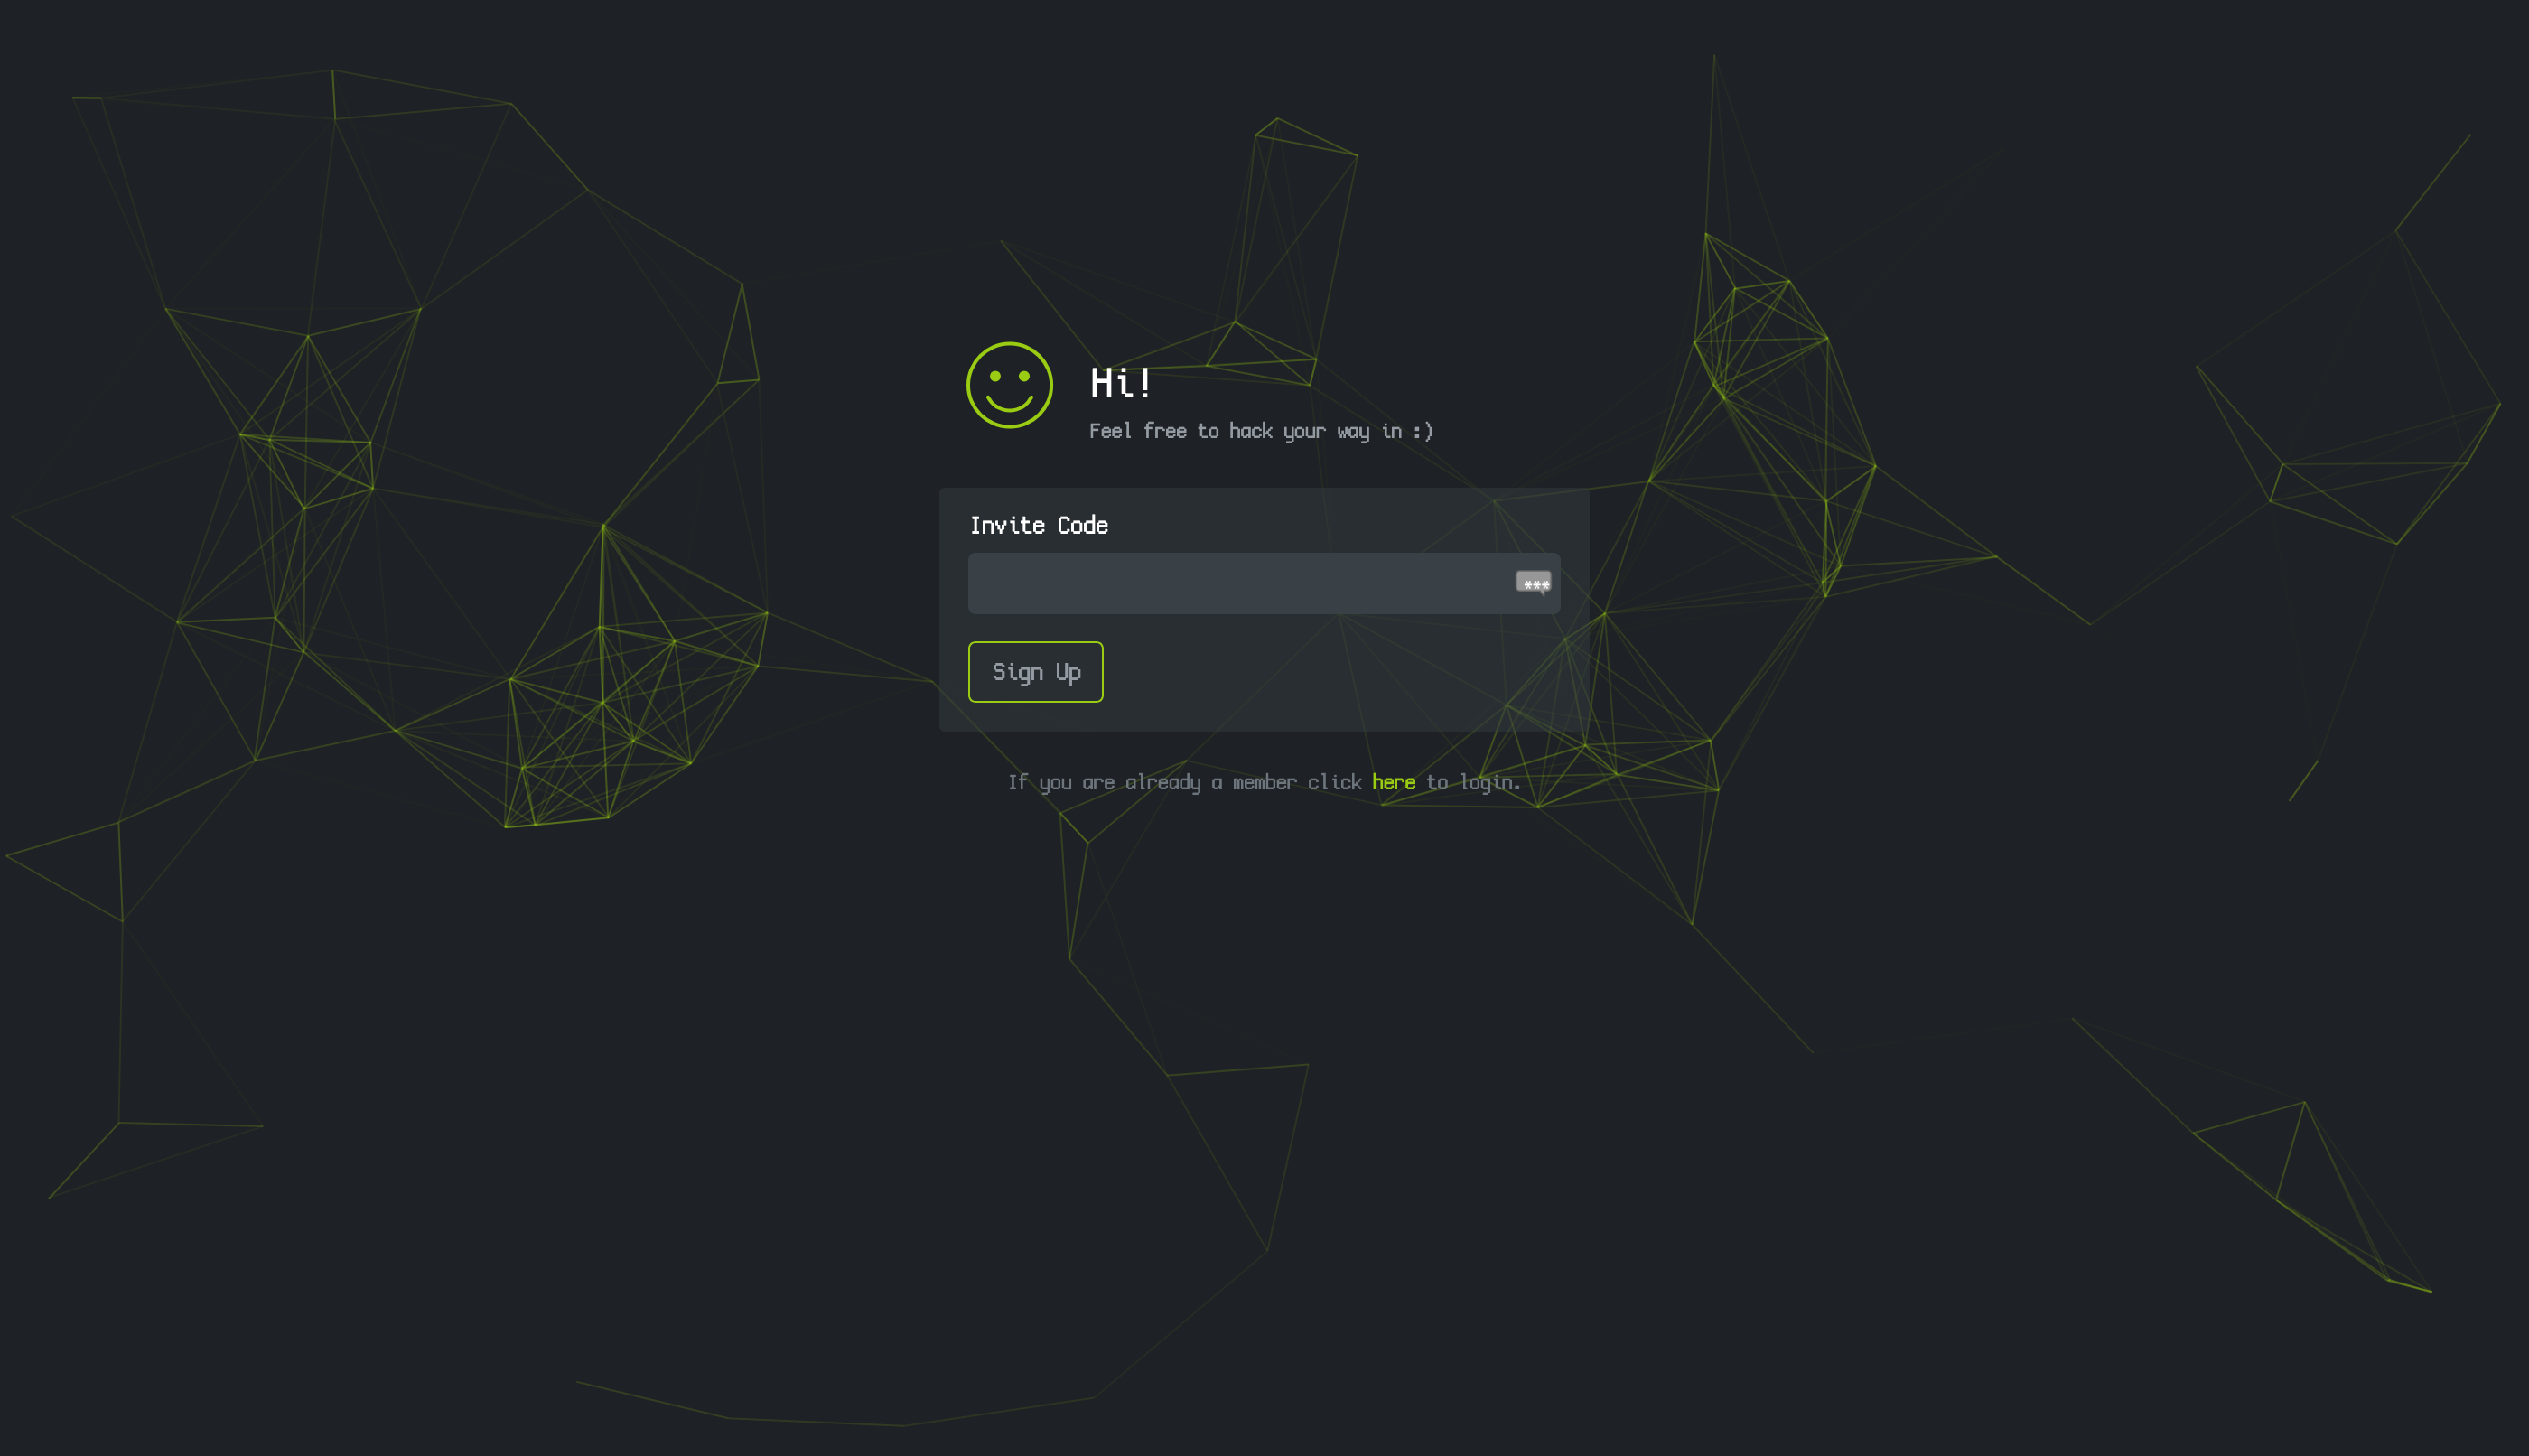 Hi!
Feel free to hack your way in :)
Invite Code
***
Sign Up
If you are already a member click here to login.